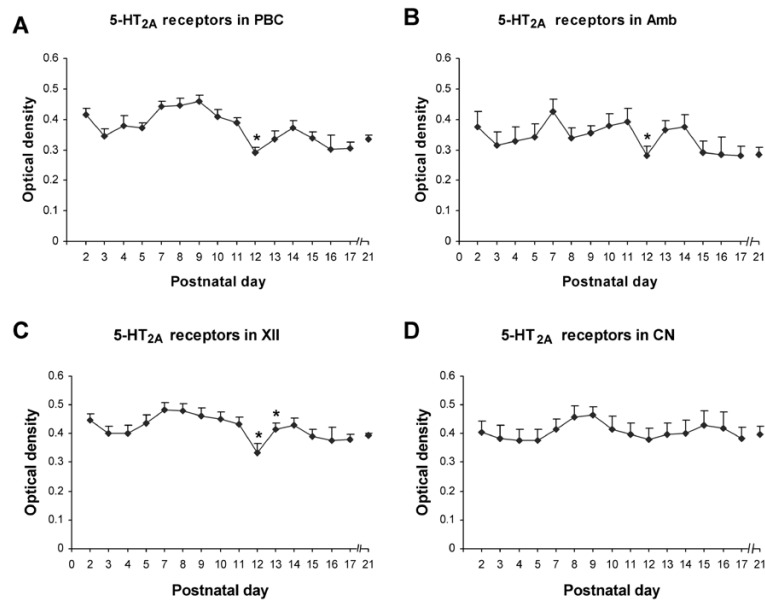 A
5-HT2A receptors in PBC
Optical density
0.6
0.5
0.4
0.3
0.2
0.1
0
*
2 3 4 5 7 8 9 10 11 12 13 14 15 16 17 21
Postnatal day
B
5-HT2A receptors in Amb
Optical density
0.6
0.5
0.4
0.3
0.2
0.1
0
*
0 2 3 4 5 7 8 9 10 11 12 13 14 15 16 17 21
Postnatal day
C
5-HT2A receptors in XII
Optical density
0.6
0.5
0.4
0.3
0.2
0.1
0
* *
0 2 3 4 5 6 7 8 9 10 11 12 13 14 15 16 17 21
Postnatal day
D
5-HT2A receptors in CN
Optical density
0.6
0.5
0.4
0.3
0.2
0.1
0
2 3 4 5 7 8 9 10 11 12 13 14 15 16 17 21
Postnatal day